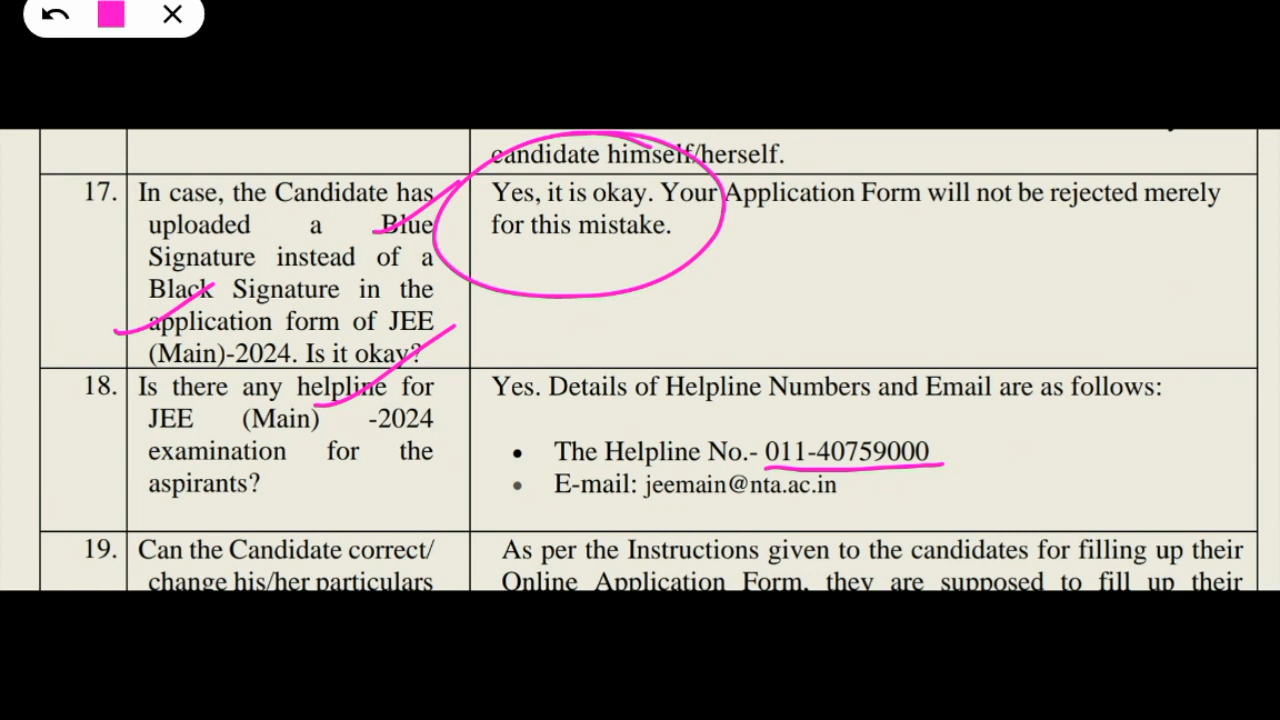 candidate himself/herself.
17. In case, the Candidate has
uploaded a Blue
Signature instead of a
Black Signature in the
application form of JEE
(Main)-2024. Is it okay?
Yes, it is okay. Your Application Form will not be rejected merely
for this mistake.
18. Is there any helpline for
JEE (Main) -2024
examination for the
aspirants?
Yes. Details of Helpline Numbers and Email are as follows:
• The Helpline No.- 011-40759000
• E-mail: jeemain@nta.ac.in
19. Can the Candidate correct/
change his/her particulars
As per the Instructions given to the candidates for filling up their
Online Application Form, they are supposed to fill up their